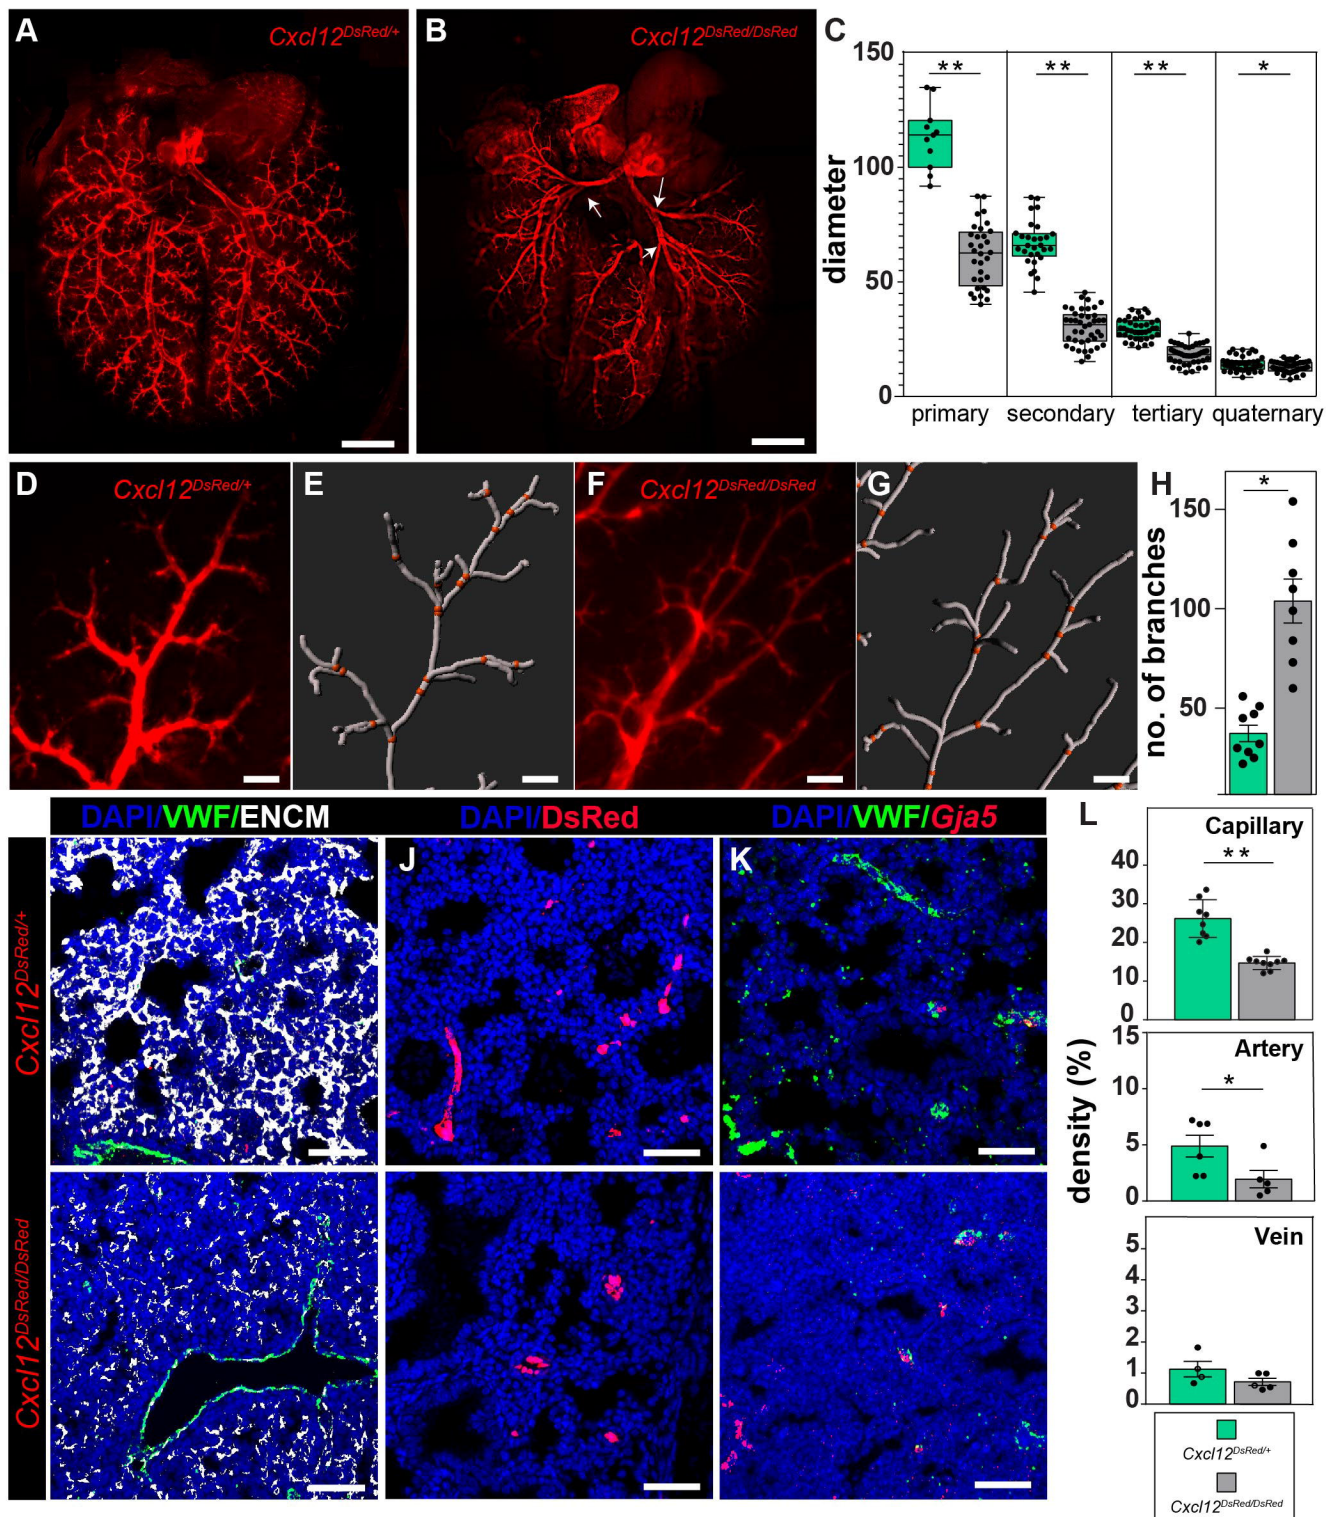 A
Cxcl12DsRed/+
B
Cxcl12DsRed/DsRed
C
diameter
150
100
50
0
**
**
**
*
primary
secondary
tertiary
quaternary
D
Cxcl12DsRed/+
E
F
Cxcl12DsRed/DsRed
G
H
no. of branches
150
100
50
*
DAPI/VWF/ENCM
DAPI/DsRed
DAPI/VWF/Gja5
J
K
Cxcl12DsRed/+
Cxcl12DsRed/DsRed
L
density (%)
Capillary
**
40
30
20
10
0
Artery
*
15
10
5
0
Vein
5
4
3
2
1
0
Cxcl12DsRed/+
Cxcl12DsRed/DsRed